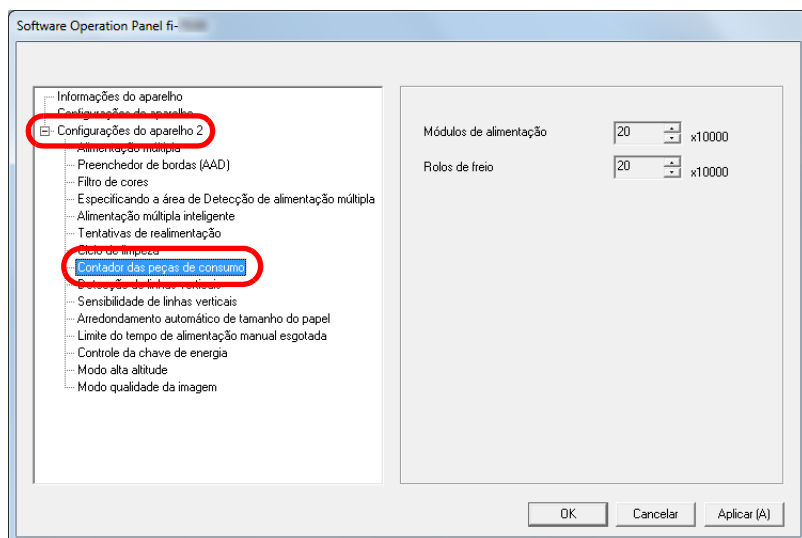 Software Operation Panel fi-
Informações do aparelho
Configurações do aparelho
Configurações do aparelho 2
Alimentação múltipla
Preenchedor de bordas (AAD)
Filtro de cores
Especificando a área de Detecção de alimentação múltipla
Alimentação múltipla inteligente
Tentativas de realimentação
Ciclo de limpeza
Contador das peças de consumo
Detecção de linhas verticais
Sensibilidade de linhas verticais
Arredondamento automático de tamanho do papel
Limite do tempo de alimentação manual esgotada
Controle da chave de energia
Modo alta altitude
Modo qualidade da imagem
Módulos de alimentação 20 x10000
Rolos de freio 20 x10000
OK Cancelar Aplicar (A)